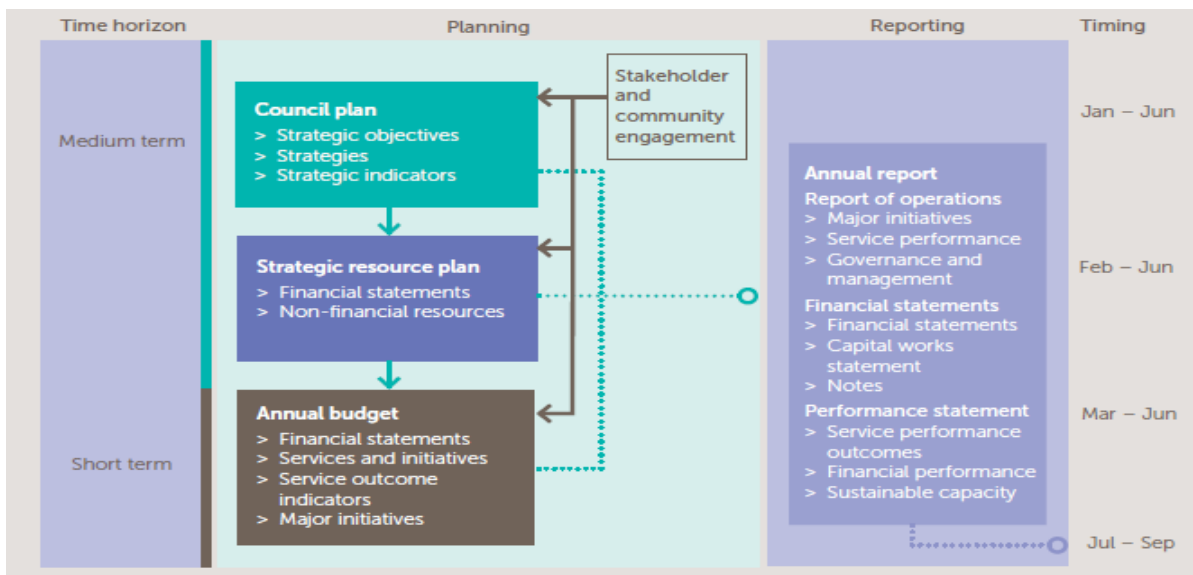 Time horizon
Planning
Reporting
Timing
Medium term
Short term
Council plan
> Strategic objectives
> Strategies
> Strategic indicators
Stakeholder
and
community
engagement
Strategic resource plan
> Financial statements
> Non-financial resources
Annual budget
> Financial statements
> Services and initiatives
> Service outcome
indicators
> Major initiatives
Annual report
Report of operations
> Major initiatives
> Service performance
> Governance and
management
Financial statements
> Financial statements
> Capital works
statement
> Notes
Performance statement
> Service performance
outcomes
> Financial performance
> Sustainable capacity
Jan – Jun
Feb – Jun
Mar – Jun
Jul – Sep